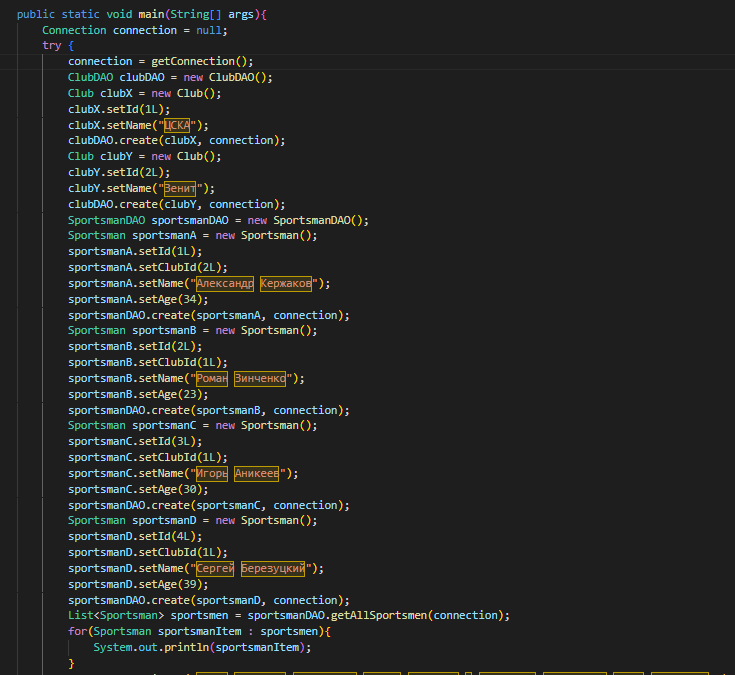 public static void main(String[] args){
Connection connection = null;
try {
connection = getConnection();
ClubDAO clubDAO = new ClubDAO();
Club clubX = new Club();
clubX.setId(1L);
clubX.setName("ЦСКА");
clubDAO.create(clubX, connection);
Club clubY = new Club();
clubY.setId(2L);
clubY.setName("Зенит");
clubDAO.create(clubY, connection);
SportsmanDAO sportsmanDAO = new SportsmanDAO();
Sportsman sportsmanA = new Sportsman();
sportsmanA.setId(1L);
sportsmanA.setClubId(2L);
sportsmanA.setName("Александр Кержаков");
sportsmanA.setAge(34);
sportsmanDAO.create(sportsmanA, connection);
Sportsman sportsmanB = new Sportsman();
sportsmanB.setId(2L);
sportsmanB.setClubId(1L);
sportsmanB.setName("Роман Зинченко");
sportsmanB.setAge(23);
sportsmanDAO.create(sportsmanB, connection);
Sportsman sportsmanC = new Sportsman();
sportsmanC.setId(3L);
sportsmanC.setClubId(1L);
sportsmanC.setName("Игорь Аникеев");
sportsmanC.setAge(30);
sportsmanDAO.create(sportsmanC, connection);
Sportsman sportsmanD = new Sportsman();
sportsmanD.setId(4L);
sportsmanD.setClubId(1L);
sportsmanD.setName("Сергей Березуцкий");
sportsmanD.setAge(39);
sportsmanDAO.create(sportsmanD, connection);
List<Sportsman> sportsmen = sportsmanDAO.getAllSportsmen(connection);
for(Sportsman sportsmanItem : sportsmen){
System.out.println(sportsmanItem);
}